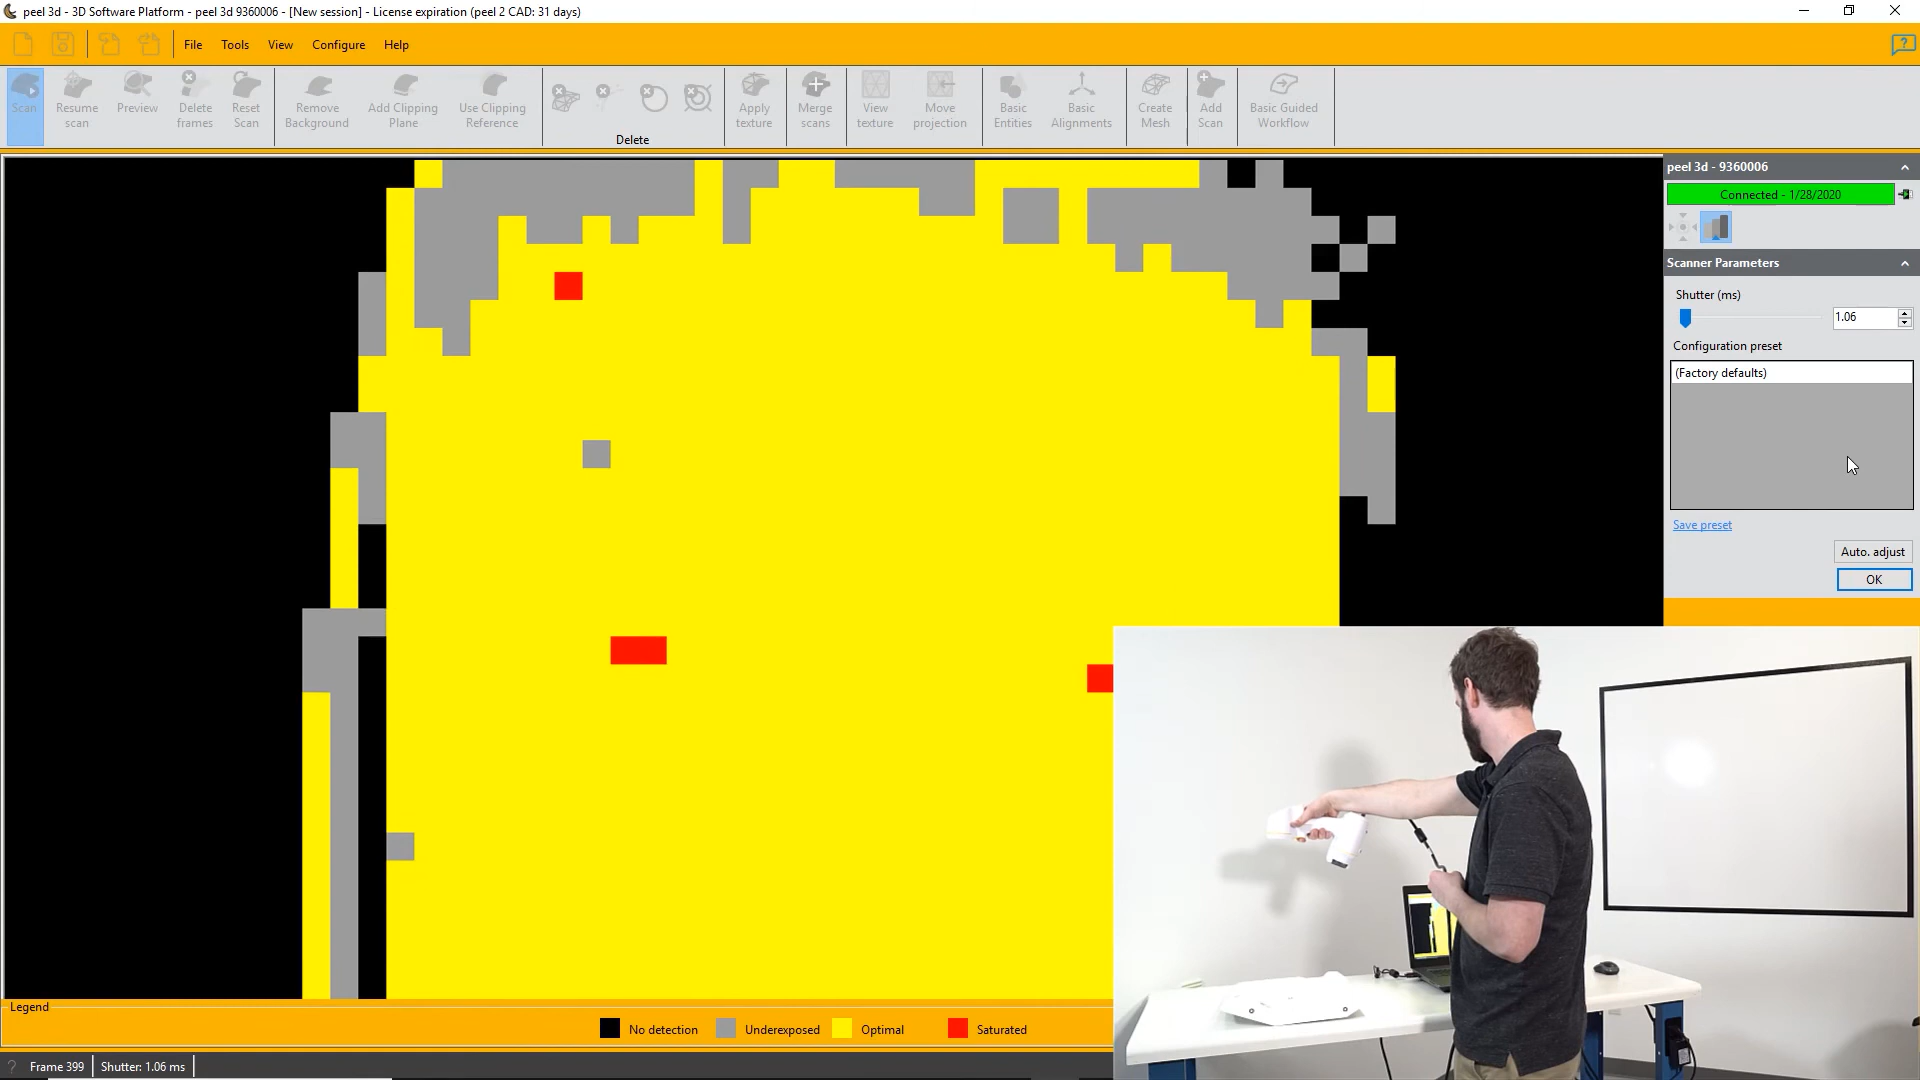 peel 3d - 3D Software Platform - peel 3d 9360006 - [New session] - License expiration (peel 2 CAD: 31 days)
File Tools View Configure Help
Scan
Resume scan
Preview
Delete frames
Reset Scan
Remove Background
Add Clipping Plane
Use Clipping Reference
Delete
Apply texture
Merge scans
View texture
Move projection
Basic Entities
Basic Alignments
Create Mesh
Add Scan
Basic Guided Workflow
peel 3d - 9360006
Connected - 1/28/2020
Scanner Parameters
Shutter (ms)
1.06
Configuration preset
(Factory defaults)
Save preset
Auto. adjust
OK
Legend
No detection Underexposed Optimal Saturated
? Frame 399 Shutter: 1.06 ms